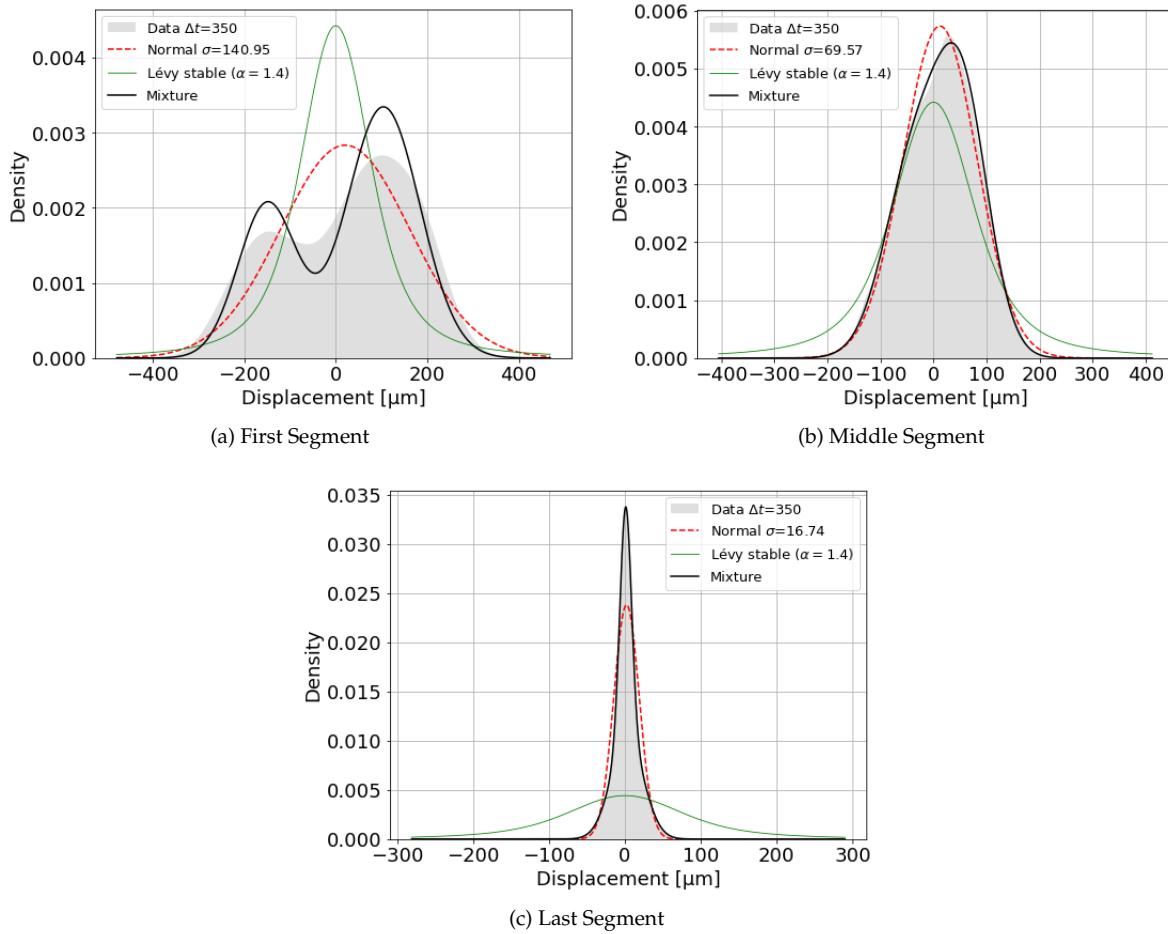 Data Δt=350
Normal σ=140.95
Lévy stable (α = 1.4)
Mixture
Density
0.004
0.003
0.002
0.001
0.000
−400
−200
0
200
400
Displacement [µm]
(a) First Segment
Data Δt=350
Normal σ=69.57
Lévy stable (α = 1.4)
Mixture
Density
0.006
0.005
0.004
0.003
0.002
0.001
0.000
−400
−300
−200
−100
0
100
200
300
400
Displacement [µm]
(b) Middle Segment
Data Δt=350
Normal σ=16.74
Lévy stable (α = 1.4)
Mixture
Density
0.035
0.030
0.025
0.020
0.015
0.010
0.005
0.000
−300
−200
−100
0
100
200
300
Displacement [µm]
(c) Last Segment